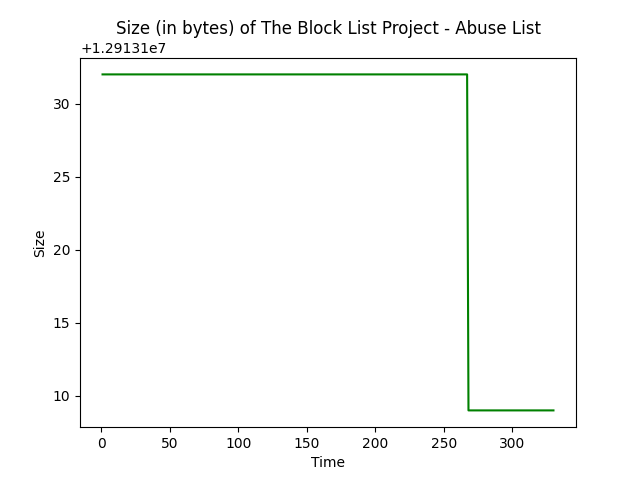 Size (in bytes) of The Block List Project - Abuse List
+1.29131e7
30
25
20
15
10
Size
0 50 100 150 200 250 300
Time